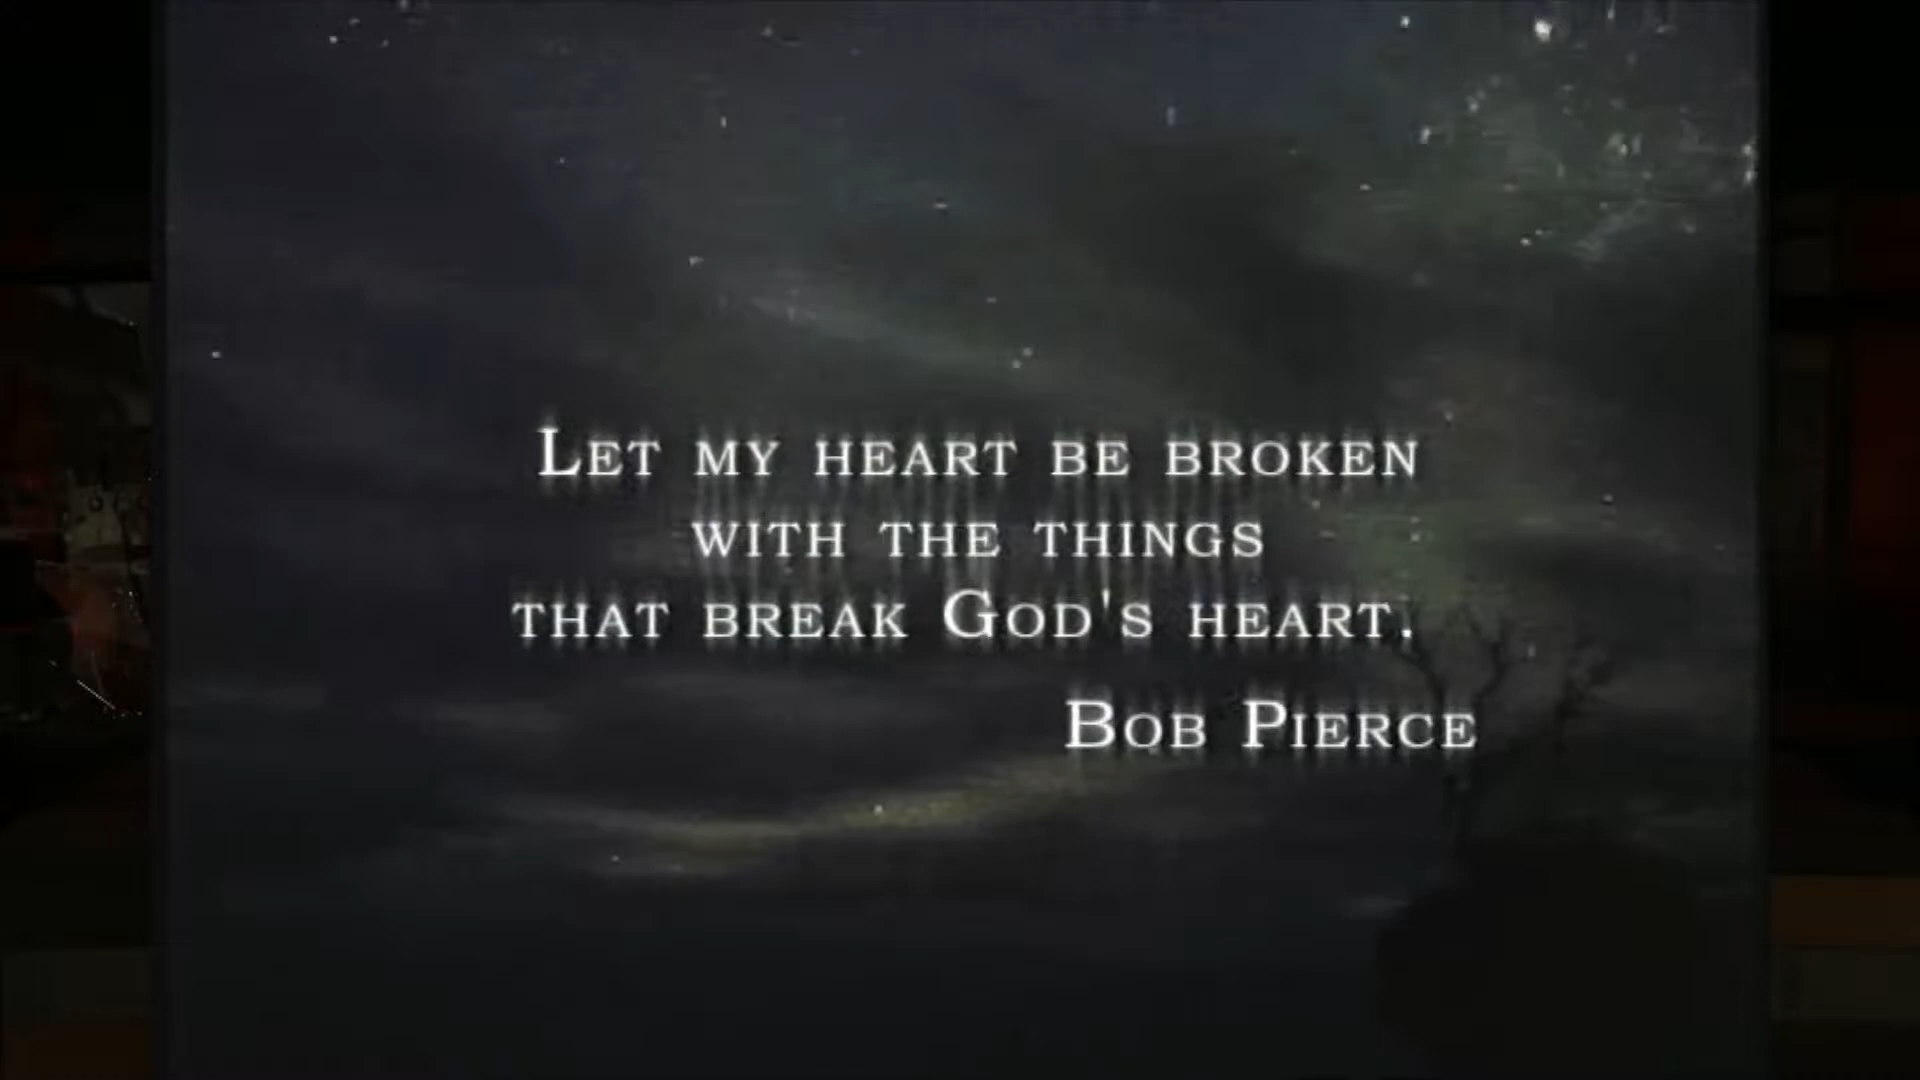 Let my heart be broken
with the things
that break God's heart.
Bob Pierce